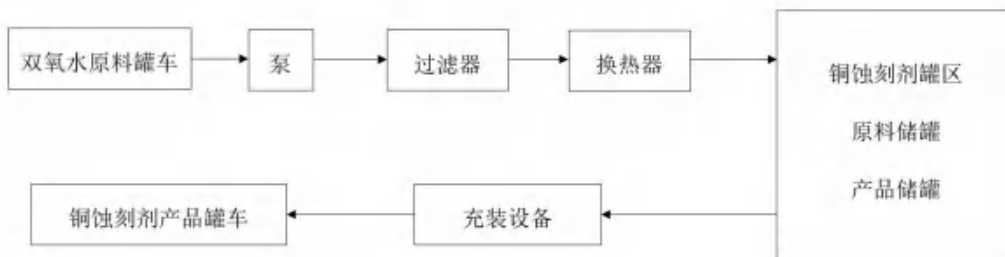 双氧水原料罐车
泵
过滤器
换热器
铜蚀刻剂罐区
原料储罐
产品储罐
铜蚀刻剂产品罐车
充装设备